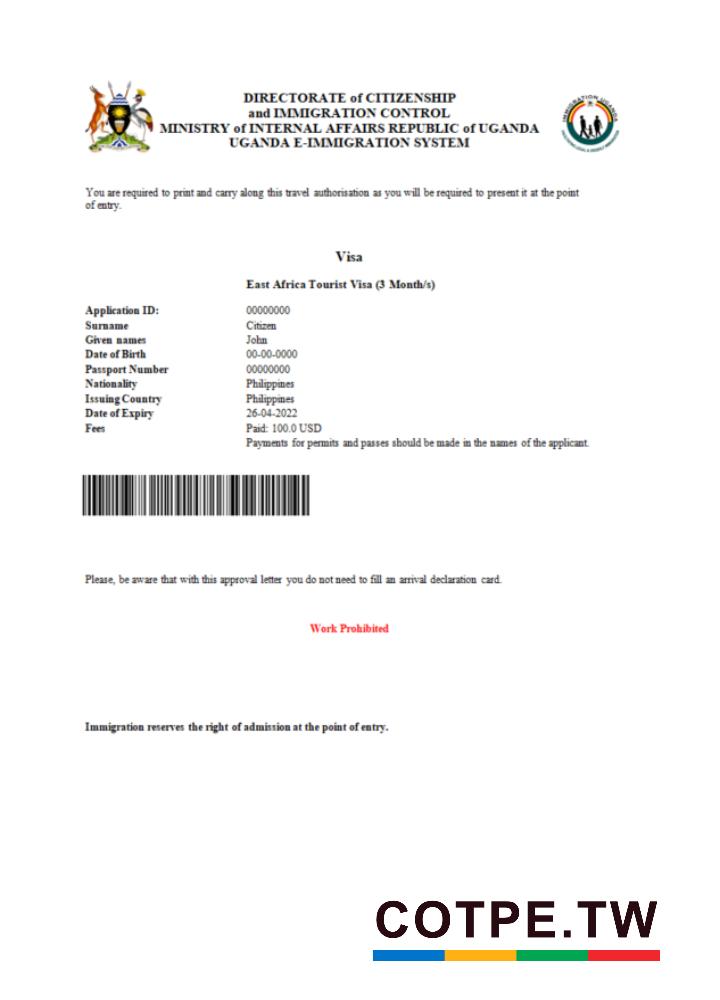 DIRECTORATE of CITIZENSHIP
and IMMIGRATION CONTROL
MINISTRY of INTERNAL AFFAIRS REPUBLIC of UGANDA
UGANDA E-IMMIGRATION SYSTEM
IMMIGRATION UGANDA
You are required to print and carry along this travel authorisation as you will be required to present it at the point
of entry.
Visa
East Africa Tourist Visa (3 Month/s)
Application ID: 00000000
Surname Citizen
Given names John
Date of Birth 00-00-0000
Passport Number 00000000
Nationality Philippines
Issuing Country Philippines
Date of Expiry 26-04-2022
Fees Paid: 100.0 USD
Payments for permits and passes should be made in the names of the applicant.
Please, be aware that with this approval letter you do not need to fill an arrival declaration card.
Work Prohibited
Immigration reserves the right of admission at the point of entry.
COTPE.TW